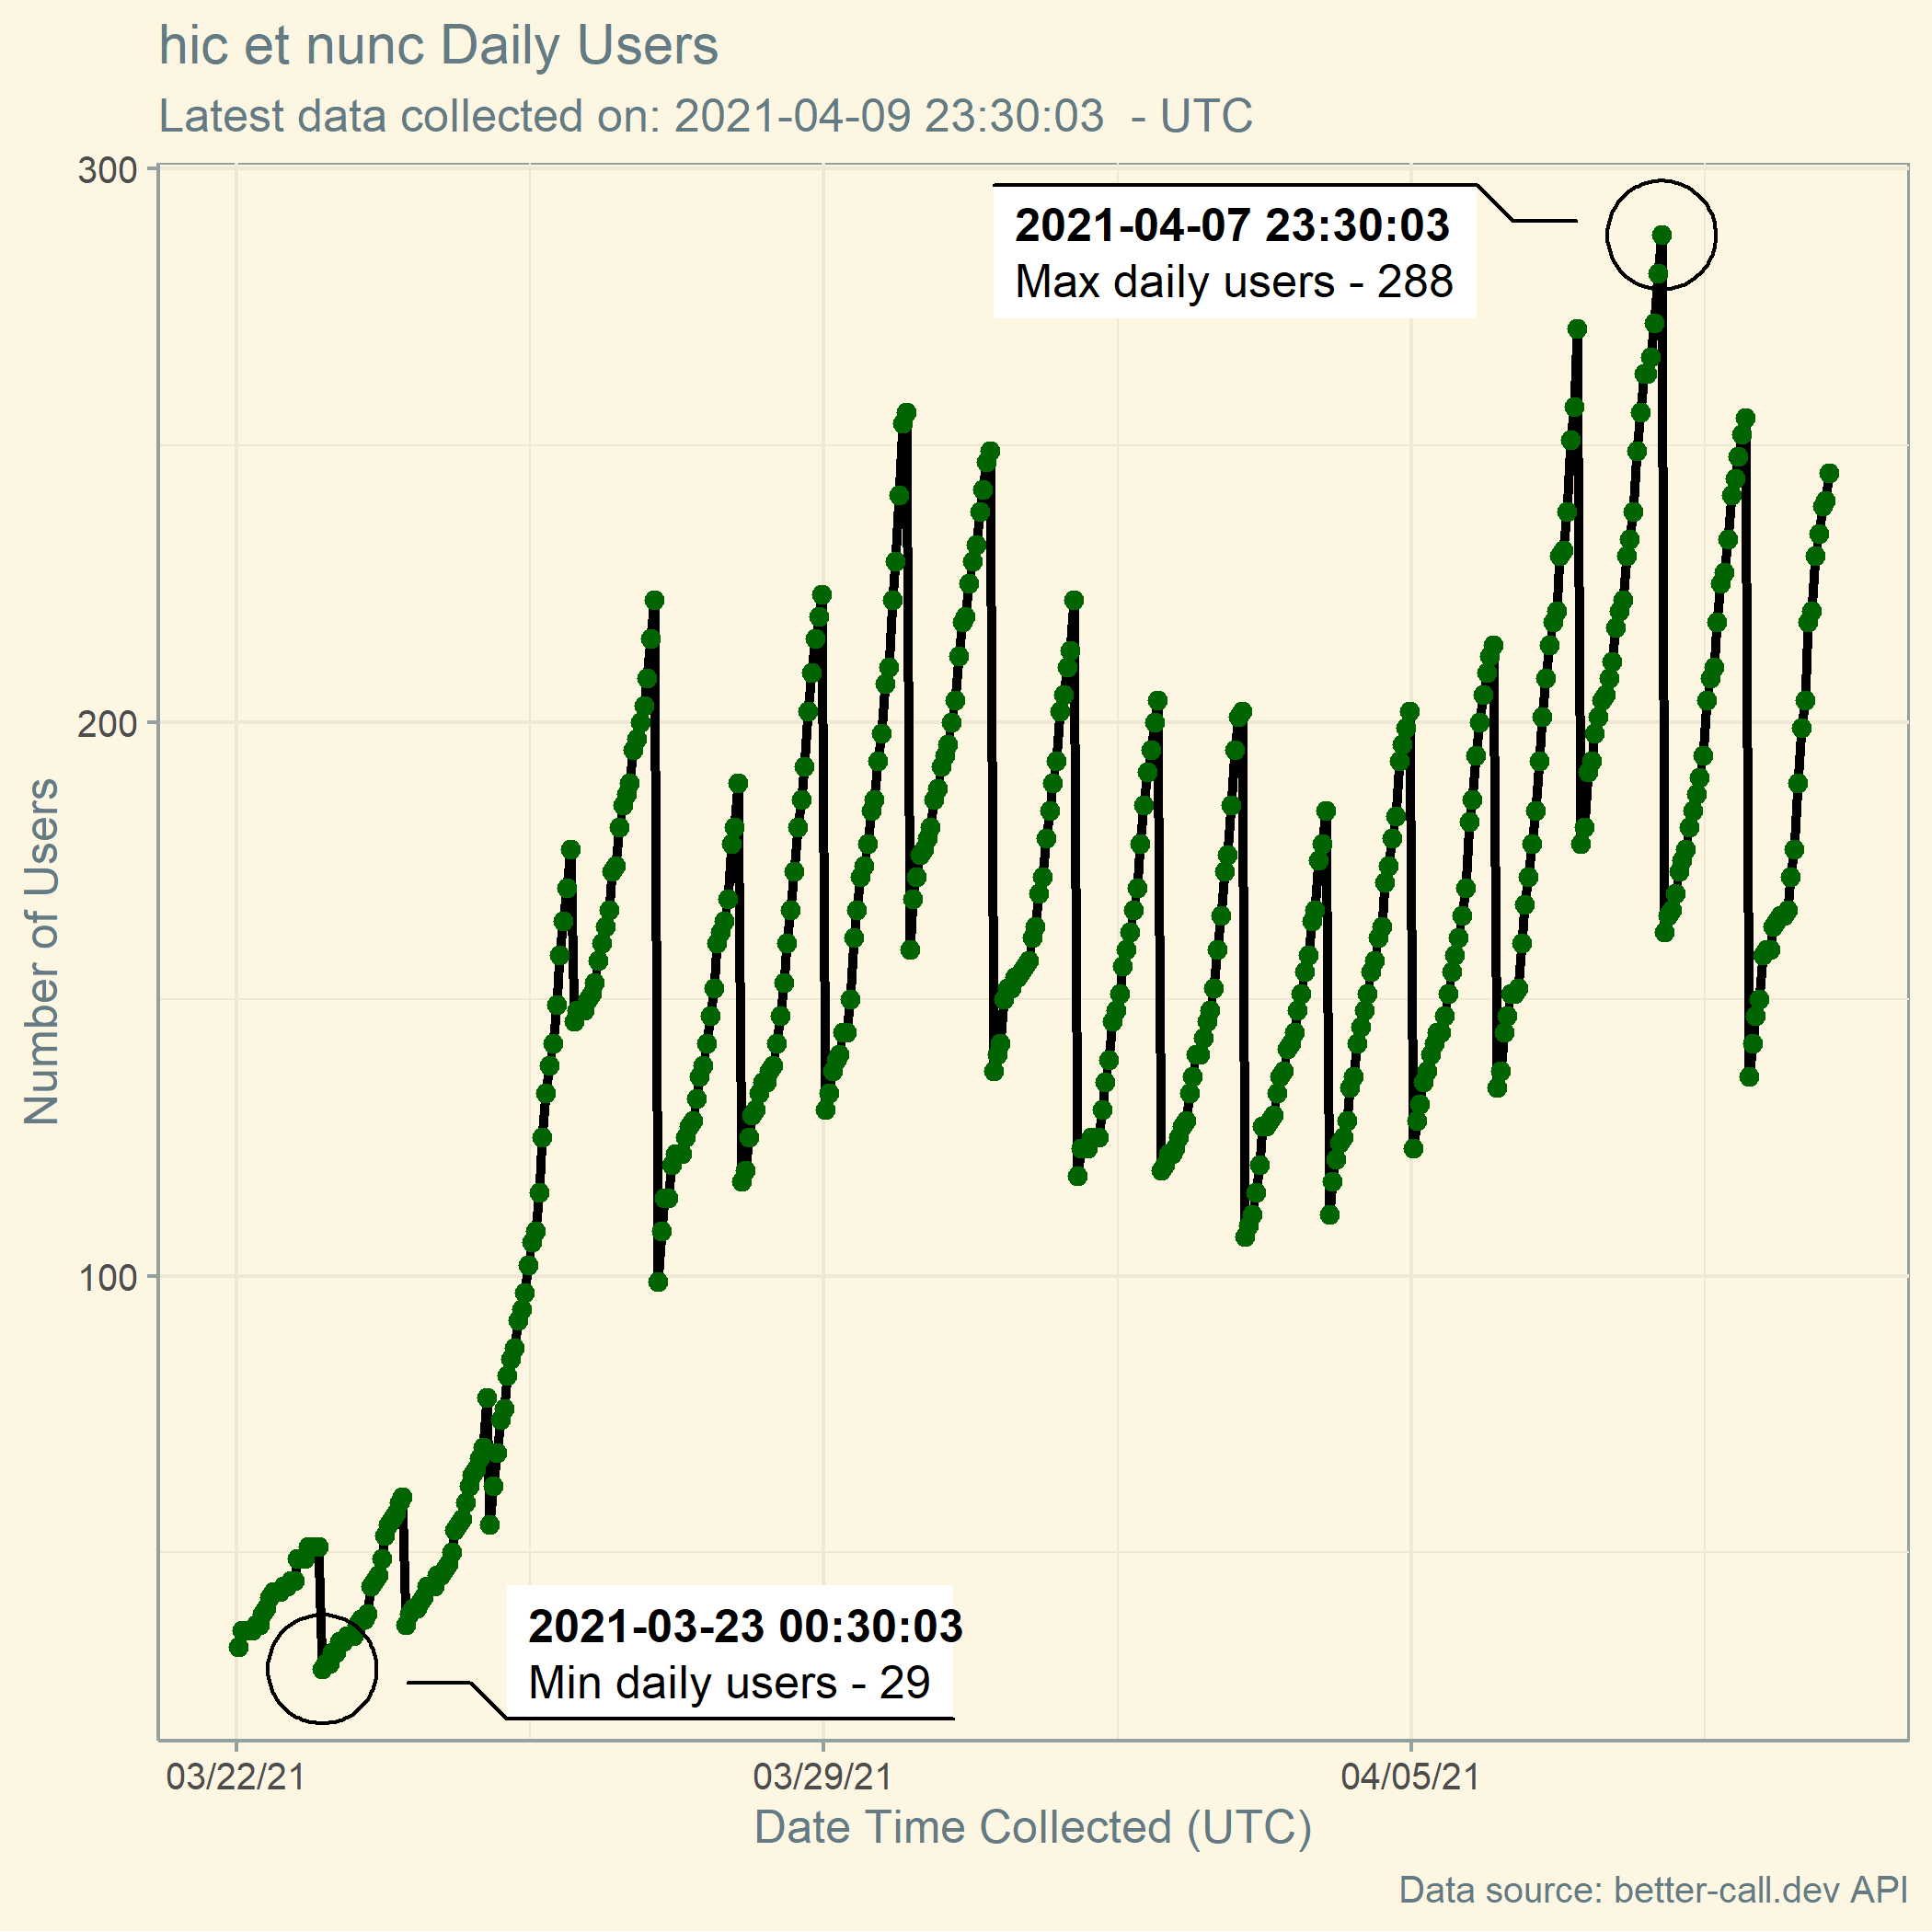 hic et nunc Daily Users
Latest data collected on: 2021-04-09 23:30:03  - UTC
300
2021-04-07 23:30:03
Max daily users - 288
200
Number of Users
100
2021-03-23 00:30:03
Min daily users - 29
03/22/21 03/29/21 04/05/21
Date Time Collected (UTC)
Data source: better-call.dev API